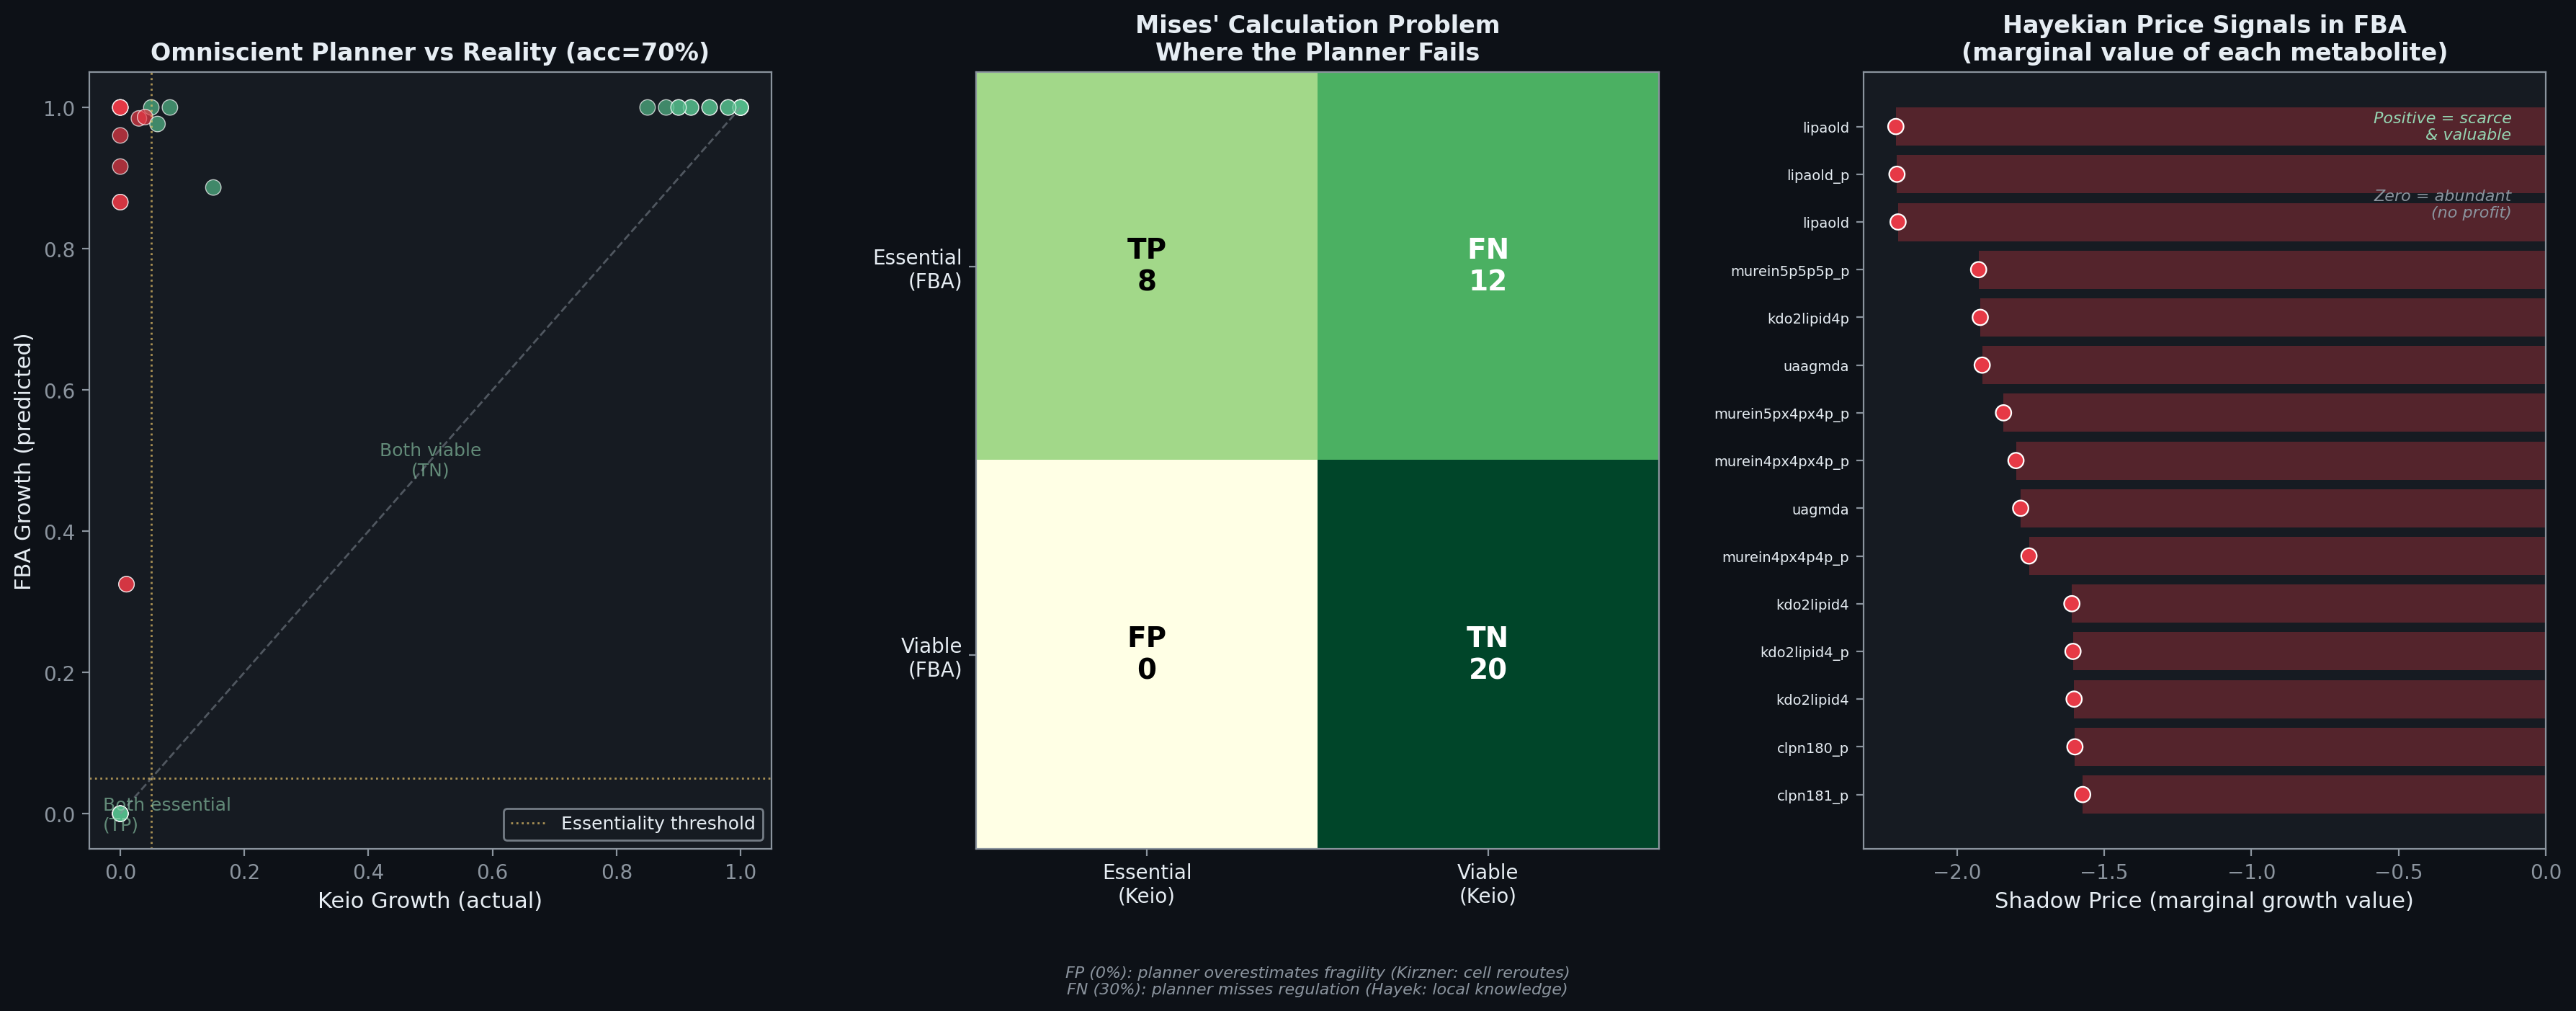 Omniscient Planner vs Reality (acc=70%)
FBA Growth (predicted)
1.0
0.8
0.6
0.4
0.2
0.0
Both viable
(TN)
Both essential
(TP)
Essentiality threshold
0.0
0.2
0.4
0.6
0.8
1.0
Keio Growth (actual)
Mises' Calculation Problem
Where the Planner Fails
Essential
(FBA)
Viable
(FBA)
TP
8
FN
12
FP
0
TN
20
Essential
(Keio)
Viable
(Keio)
FP (0%): planner overestimates fragility (Kirzner: cell reroutes)
FN (30%): planner misses regulation (Hayek: local knowledge)
Hayekian Price Signals in FBA
(marginal value of each metabolite)
Positive = scarce
& valuable
Zero = abundant
(no profit)
lipaold
lipaold_p
lipaold
murein5p5p5p_p
kdo2lipid4p
uaagmda
murein5px4px4p_p
murein4px4px4p_p
uagmda
murein4px4p4p_p
kdo2lipid4
kdo2lipid4_p
kdo2lipid4
clpn180_p
clpn181_p
−2.0
−1.5
−1.0
−0.5
0.0
Shadow Price (marginal growth value)